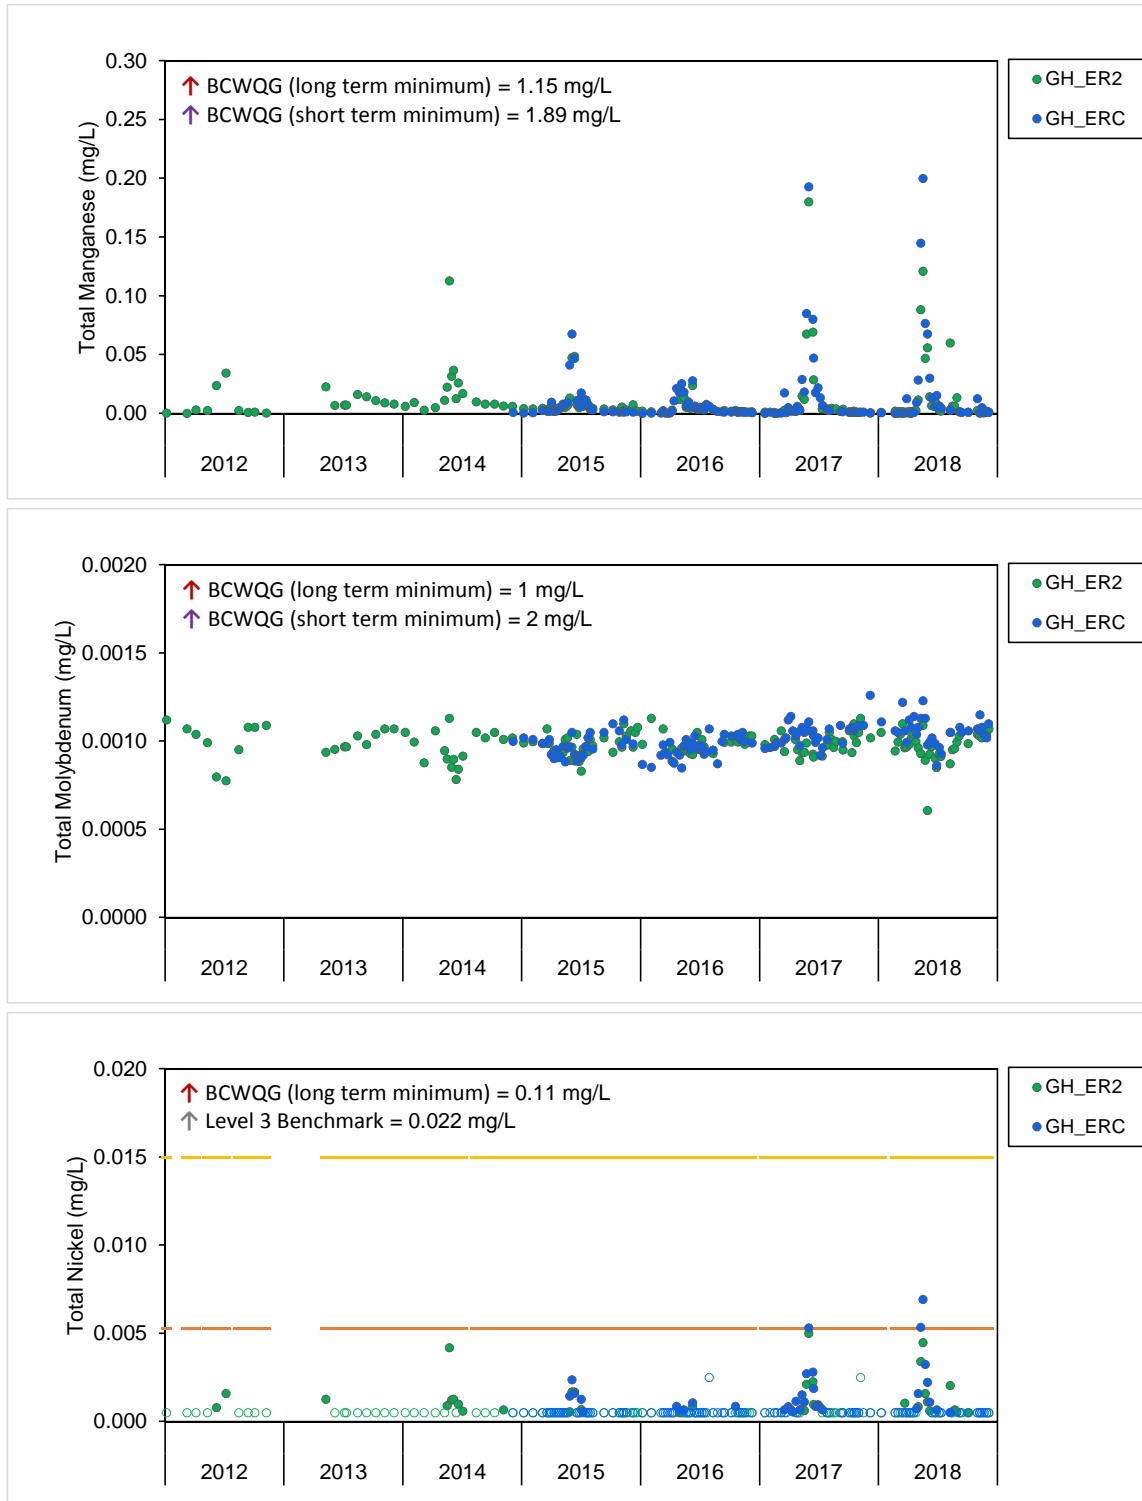 0.30
0.25
0.20
0.15
0.10
0.05
0.00
Total Manganese (mg/L)
↑ BCWQG (long term minimum) = 1.15 mg/L
↑ BCWQG (short term minimum) = 1.89 mg/L
GH_ER2
GH_ERC
2012 2013 2014 2015 2016 2017 2018
0.0020
0.0015
0.0010
0.0005
0.0000
Total Molybdenum (mg/L)
↑ BCWQG (long term minimum) = 1 mg/L
↑ BCWQG (short term minimum) = 2 mg/L
GH_ER2
GH_ERC
2012 2013 2014 2015 2016 2017 2018
0.020
0.015
0.010
0.005
0.000
Total Nickel (mg/L)
↑ BCWQG (long term minimum) = 0.11 mg/L
↑ Level 3 Benchmark = 0.022 mg/L
GH_ER2
GH_ERC
2012 2013 2014 2015 2016 2017 2018